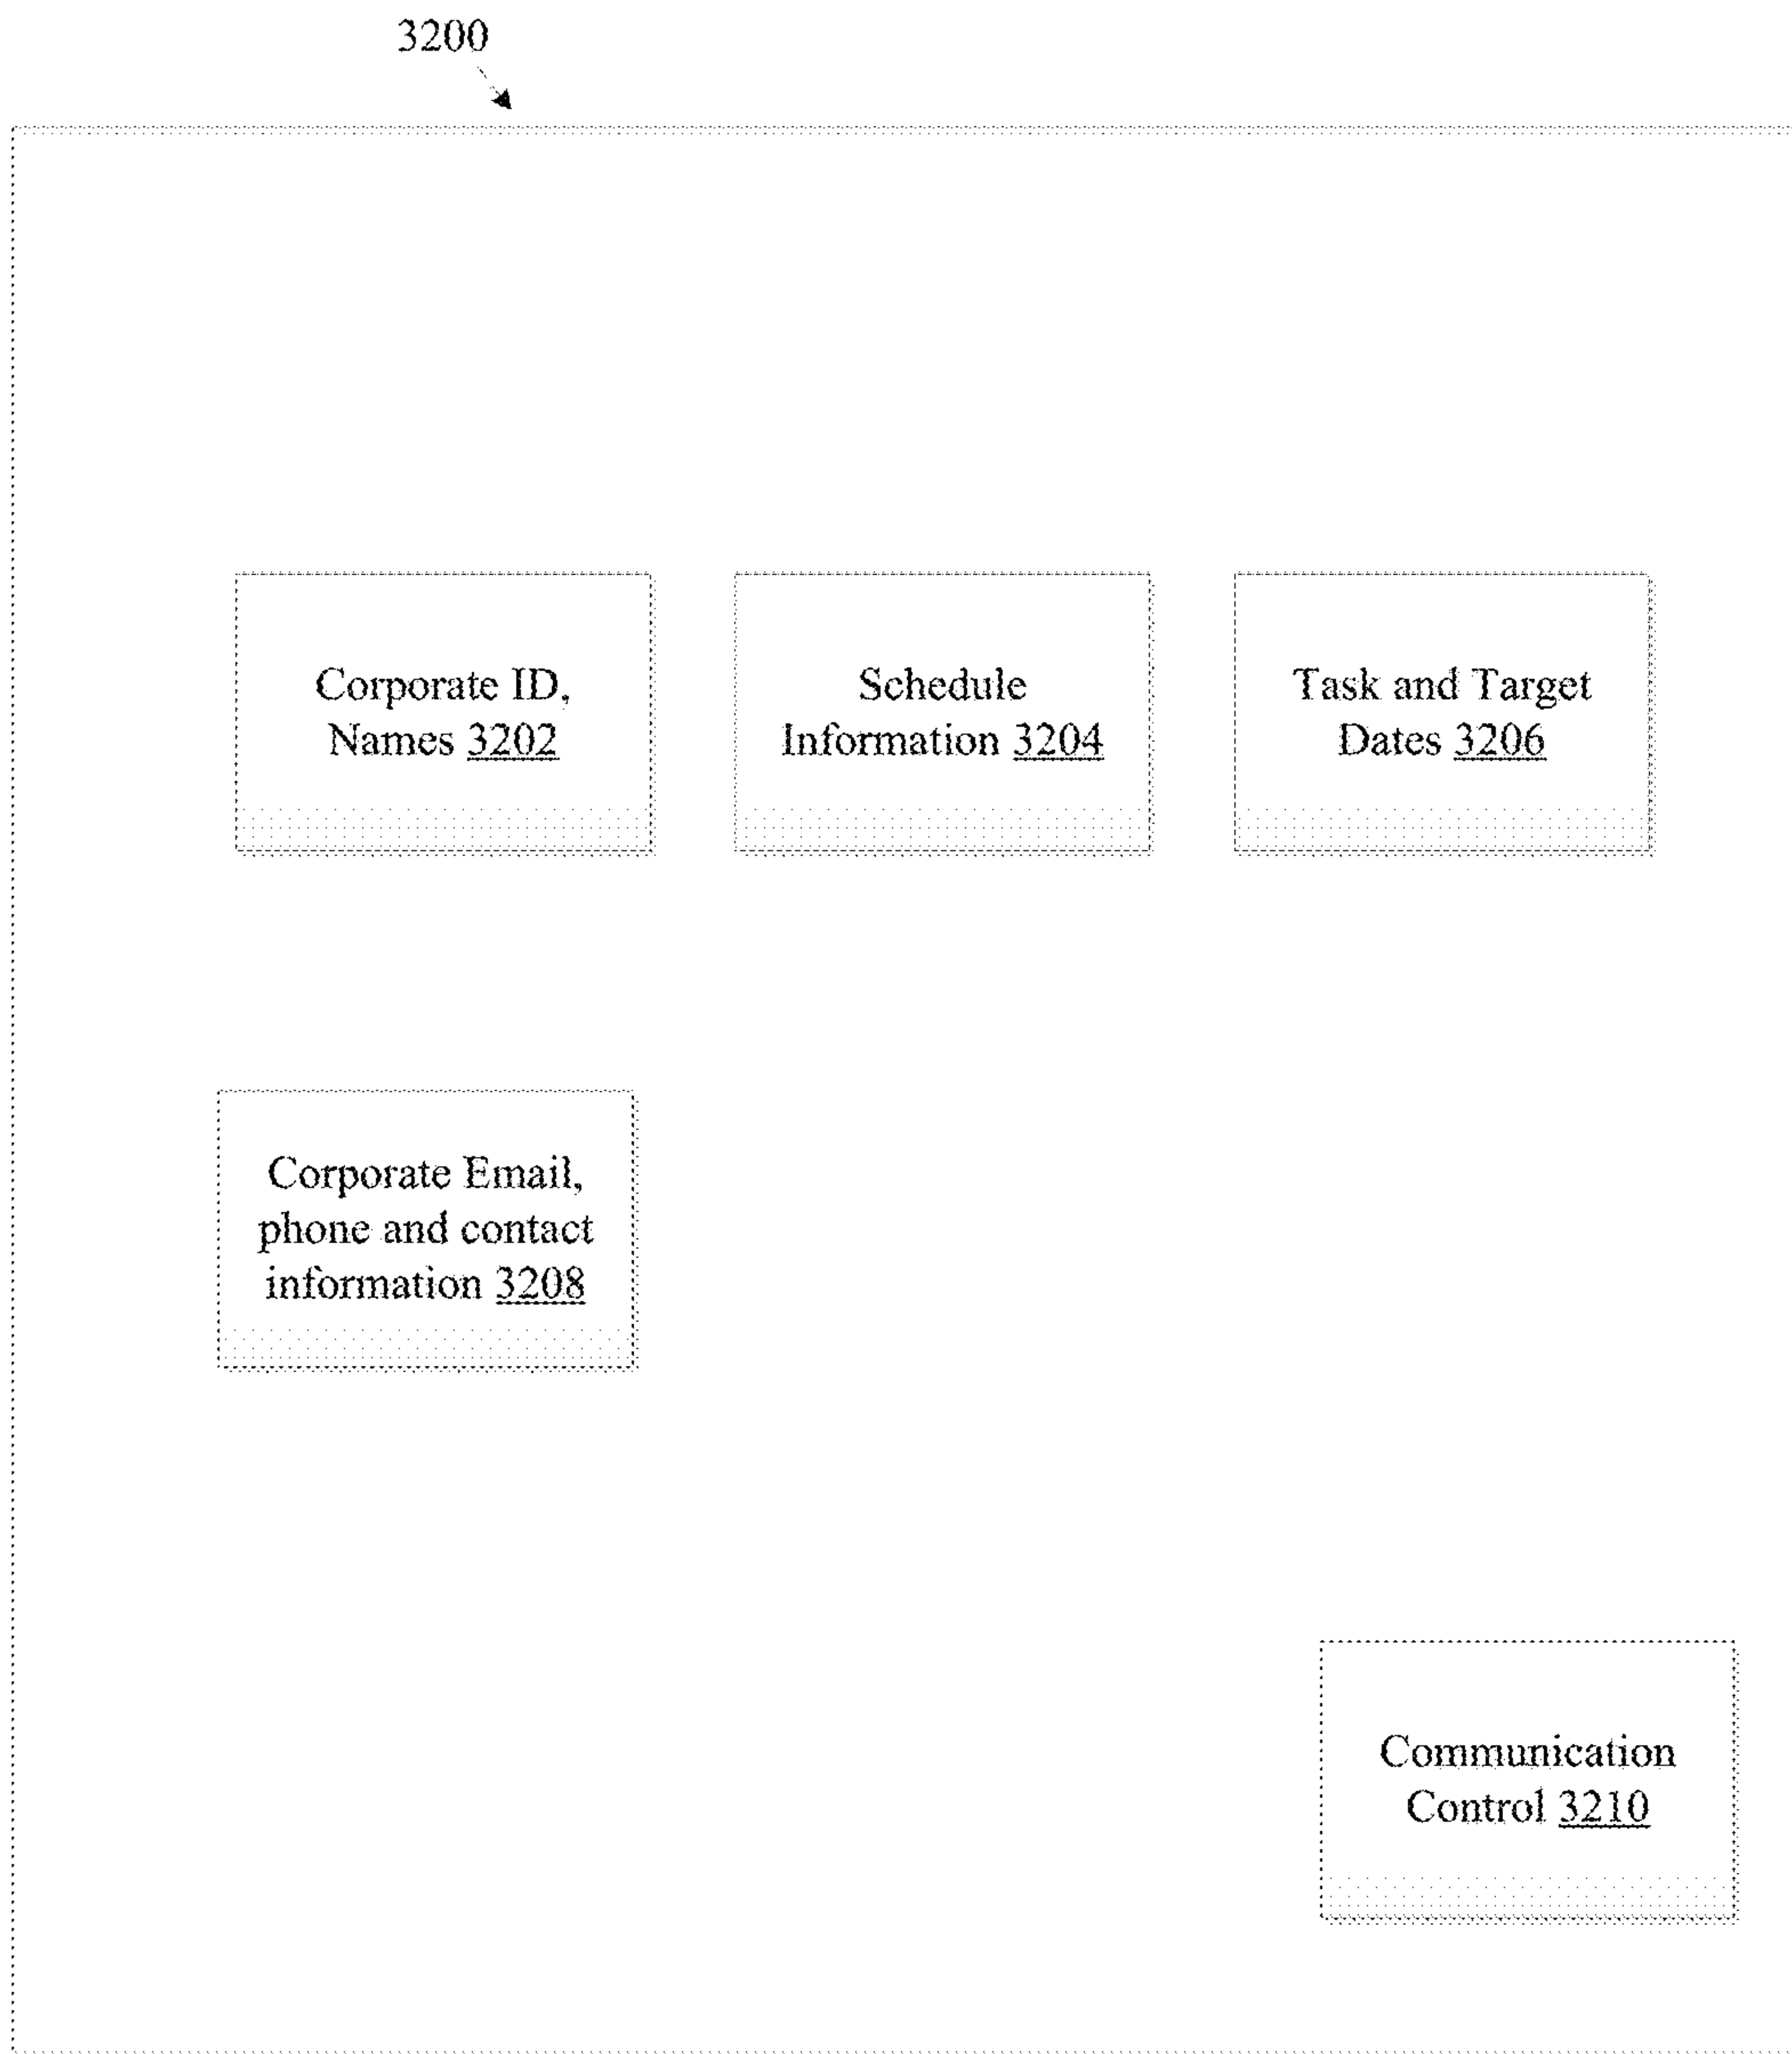 3200
Corporate ID,
Names 3202
Schedule
Information 3204
Task and Target
Dates 3206
Corporate Email,
phone and contact
information 3208
Communication
Control 3210